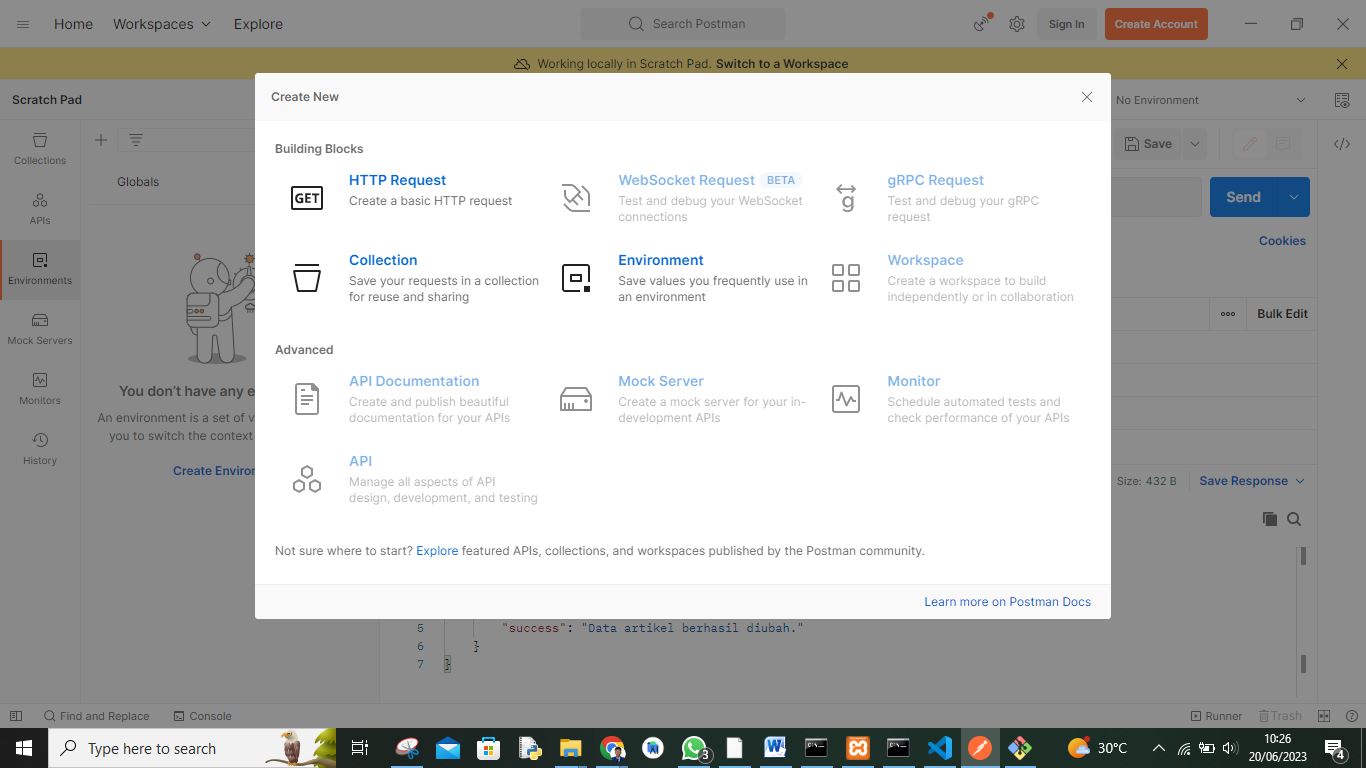 Home Workspaces Explore Search Postman Sign In Create Account
Working locally in Scratch Pad. Switch to a Workspace
Scratch Pad No Environment
Create New
Collections
APIs
Environments
Mock Servers
Monitors
History
Globals
You don't have any e
An environment is a set of v
you to switch the context
Create Enviro
Save
Send
Cookies
Bulk Edit
Size: 432 B Save Response
Building Blocks
GET
HTTP Request
Create a basic HTTP request
WebSocket Request BETA
Test and debug your WebSocket
connections
g
gRPC Request
Test and debug your gRPC
request
Collection
Save your requests in a collection
for reuse and sharing
Environment
Save values you frequently use in
an environment
Workspace
Create a workspace to build
independently or in collaboration
Advanced
API Documentation
Create and publish beautiful
documentation for your APIs
Mock Server
Create a mock server for your in-
development APIs
Monitor
Schedule automated tests and
check performance of your APIs
API
Manage all aspects of API
design, development, and testing
Not sure where to start? Explore featured APIs, collections, and workspaces published by the Postman community.
Learn more on Postman Docs
5 "success": "Data artikel berhasil diubah."
6 }
7 }
Find and Replace Console Runner Trash
Type here to search 3 30°C 10:26
20/06/2023
4